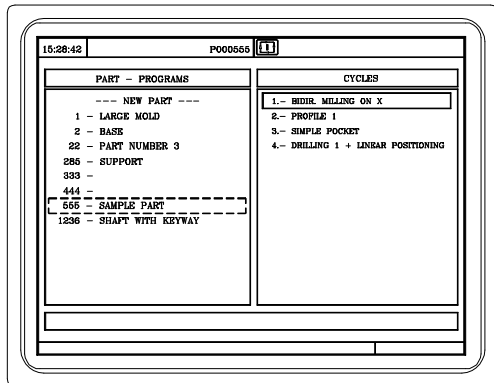 15:28:42 P000555
PART - PROGRAMS
--- NEW PART ---
1 - LARGE MOLD
2 - BASE
22 - PART NUMBER 3
285 - SUPPORT
333 -
444 -
555 - SAMPLE PART
1236 - SHAFT WITH KEYWAY
CYCLES
1.- BIDIR. MILLING ON X
2.- PROFILE 1
3.- SIMPLE POCKET
4.- DRILLING 1 + LINEAR POSITIONING